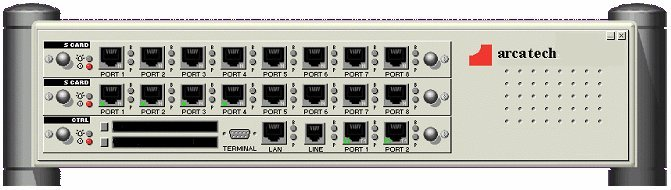 S CARD
R R R R R R R R
P P P P P P P P
PORT 1 PORT 2 PORT 3 PORT 4 PORT 5 PORT 6 PORT 7 PORT 8
arcatech
S CARD
R R R R R R R R
P P P P P P P P
PORT 1 PORT 2 PORT 3 PORT 4 PORT 5 PORT 6 PORT 7 PORT 8
CTRL
TERMINAL LAN LINE PORT 1 PORT 2